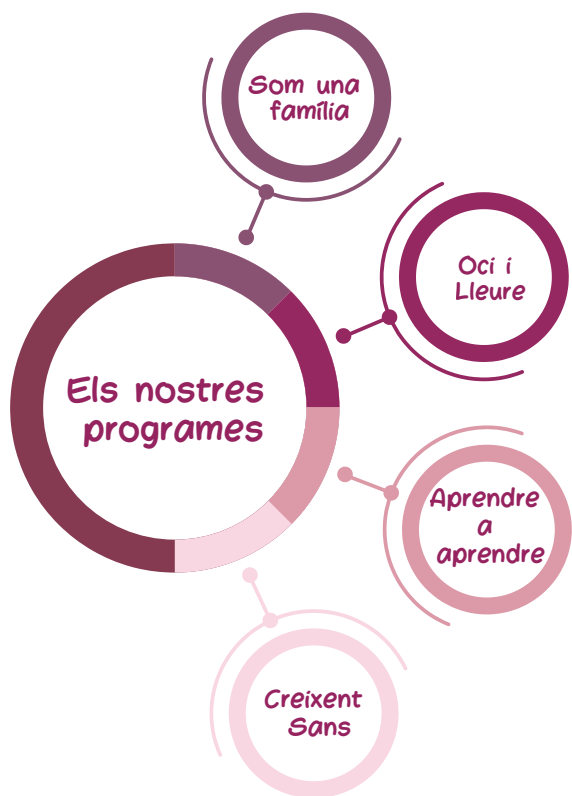 Som una
família
Oci i
Lleure
Els nostres
programes
Aprendre
a
aprendre
Creixent
Sans